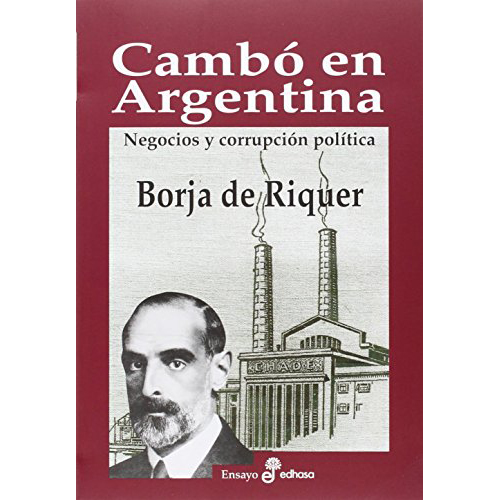 Cambó en
Argentina
Negocios y corrupción política
Borja de Riquer
CHADE
Ensayo edhasa